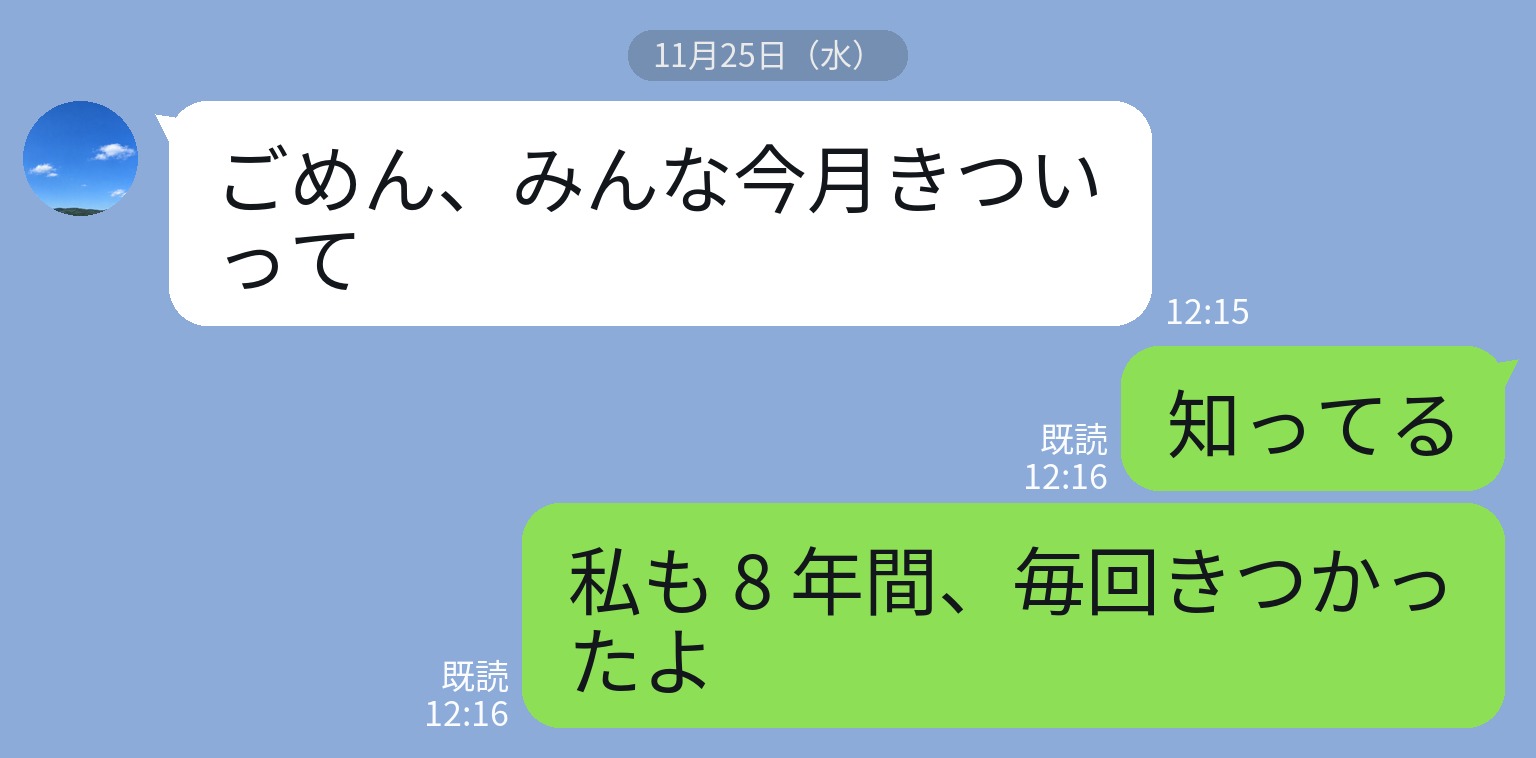 11月25日（水）
ごめん、みんな今月きつい
って
12:15
知ってる
既読
12:16
私も8年間、毎回きつかっ
たよ
既読
12:16